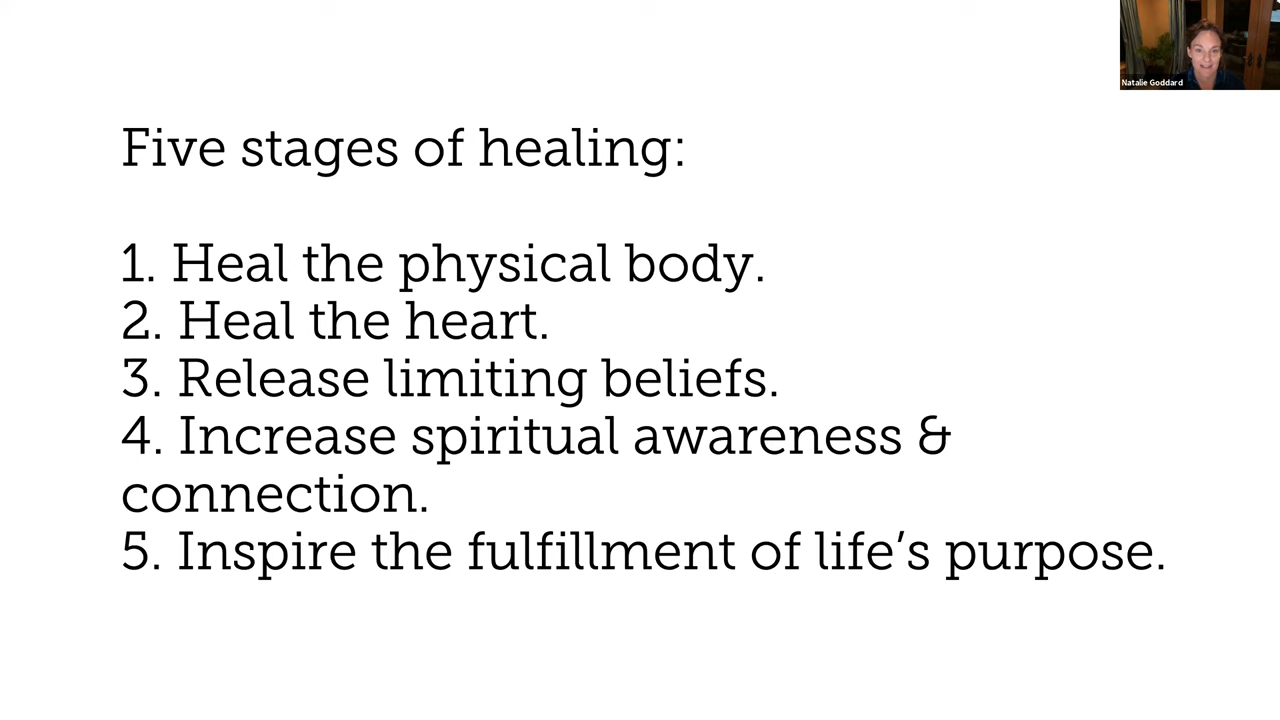 Natalie Goddard
Five stages of healing:
1. Heal the physical body.
2. Heal the heart.
3. Release limiting beliefs.
4. Increase spiritual awareness &
connection.
5. Inspire the fulfillment of life’s purpose.